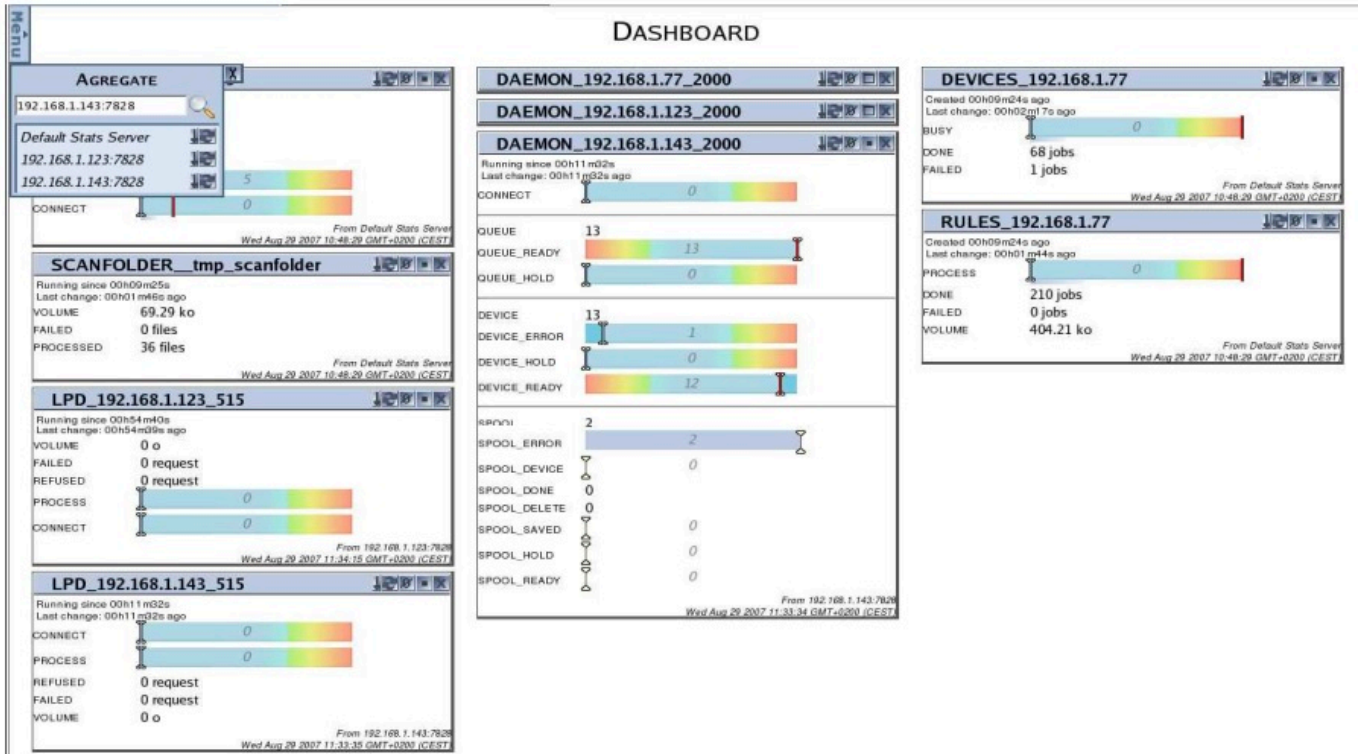 Menu
DASHBOARD
AGREGATE
192.168.1.143:7828
Default Stats Server
192.168.1.123:7828
192.168.1.143:7828
5
CONNECT 0
From Default Stats Server
Wed Aug 29 2007 10:48:29 GMT+0200 (CEST)
SCANFOLDER__tmp_scanfolder
Running since 00h09m25s
Last change: 00h01m46s ago
VOLUME 69.29 ko
FAILED 0 files
PROCESSED 36 files
From Default Stats Server
Wed Aug 29 2007 10:48:29 GMT+0200 (CEST)
LPD_192.168.1.123_515
Running since 00h54m40s
Last change: 00h54m39s ago
VOLUME 0 o
FAILED 0 request
REFUSED 0 request
PROCESS 0
CONNECT 0
From 192.168.1.123:7828
Wed Aug 29 2007 11:34:15 GMT+0200 (CEST)
LPD_192.168.1.143_515
Running since 00h11m32s
Last change: 00h11m32s ago
CONNECT 0
PROCESS 0
REFUSED 0 request
FAILED 0 request
VOLUME 0 o
From 192.168.1.143:7828
Wed Aug 29 2007 11:33:35 GMT+0200 (CEST)
DAEMON_192.168.1.77_2000
DAEMON_192.168.1.123_2000
DAEMON_192.168.1.143_2000
Running since 00h11m32s
Last change: 00h11m32s ago
CONNECT 0
QUEUE 13
QUEUE_READY 13
QUEUE_HOLD 0
DEVICE 13
DEVICE_ERROR 1
DEVICE_HOLD 0
DEVICE_READY 12
SPOOL 2
SPOOL_ERROR 2
SPOOL_DEVICE 0
SPOOL_DONE 0
SPOOL_DELETE 0
SPOOL_SAVED 0
SPOOL_HOLD 0
SPOOL_READY 0
From 192.168.1.143:7828
Wed Aug 29 2007 11:33:34 GMT+0200 (CEST)
DEVICES_192.168.1.77
Created 00h09m24s ago
Last change: 00h02m17s ago
BUSY 0
DONE 68 jobs
FAILED 1 jobs
From Default Stats Server
Wed Aug 29 2007 10:48:29 GMT+0200 (CEST)
RULES_192.168.1.77
Created 00h09m24s ago
Last change: 00h01m44s ago
PROCESS 0
DONE 210 jobs
FAILED 0 jobs
VOLUME 404.21 ko
From Default Stats Server
Wed Aug 29 2007 10:48:29 GMT+0200 (CEST)